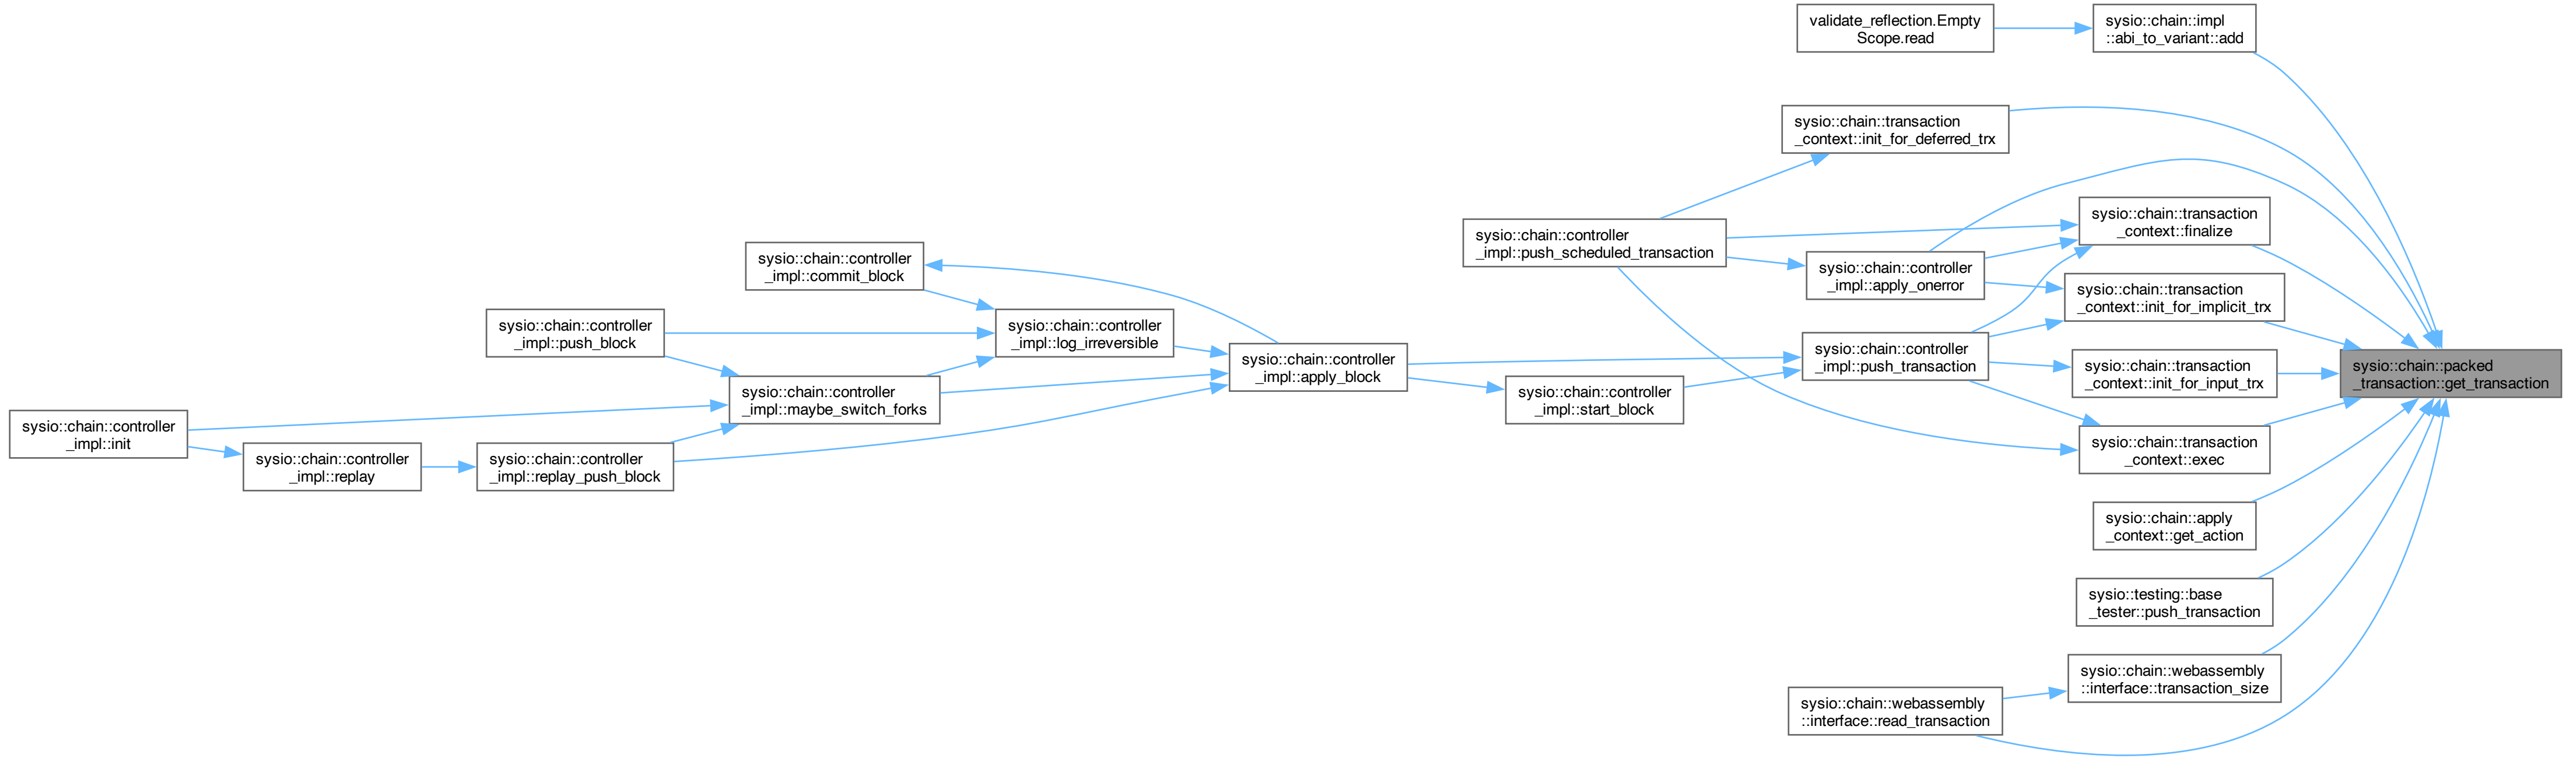 validate_reflection.Empty
Scope.read
sysio::chain::impl
::abi_to_variant::add
sysio::chain::transaction
_context::init_for_deferred_trx
sysio::chain::controller
_impl::push_scheduled_transaction
sysio::chain::transaction
_context::finalize
sysio::chain::controller
_impl::commit_block
sysio::chain::controller
_impl::apply_onerror
sysio::chain::transaction
_context::init_for_implicit_trx
sysio::chain::controller
_impl::push_block
sysio::chain::controller
_impl::log_irreversible
sysio::chain::controller
_impl::apply_block
sysio::chain::controller
_impl::push_transaction
sysio::chain::transaction
_context::init_for_input_trx
sysio::chain::packed
_transaction::get_transaction
sysio::chain::controller
_impl::maybe_switch_forks
sysio::chain::controller
_impl::start_block
sysio::chain::controller
_impl::init
sysio::chain::controller
_impl::replay
sysio::chain::controller
_impl::replay_push_block
sysio::chain::transaction
_context::exec
sysio::chain::apply
_context::get_action
sysio::testing::base
_tester::push_transaction
sysio::chain::webassembly
::interface::transaction_size
sysio::chain::webassembly
::interface::read_transaction